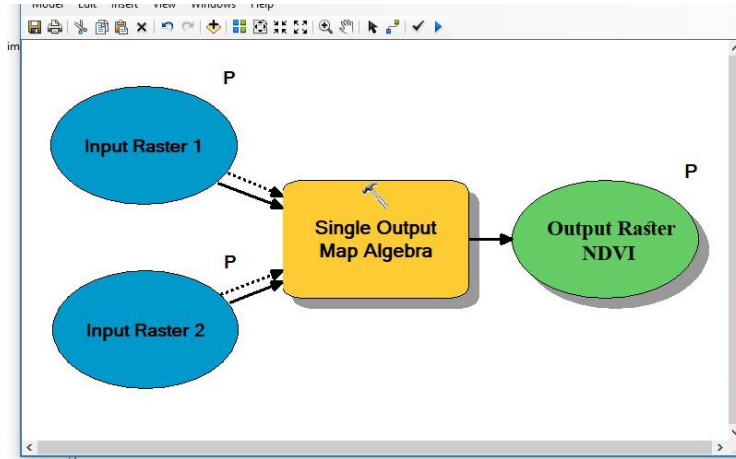 Model Edit Insert View Windows Help
im
P
Input Raster 1
P
Single Output
Map Algebra
Output Raster
NDVI
P
Input Raster 2